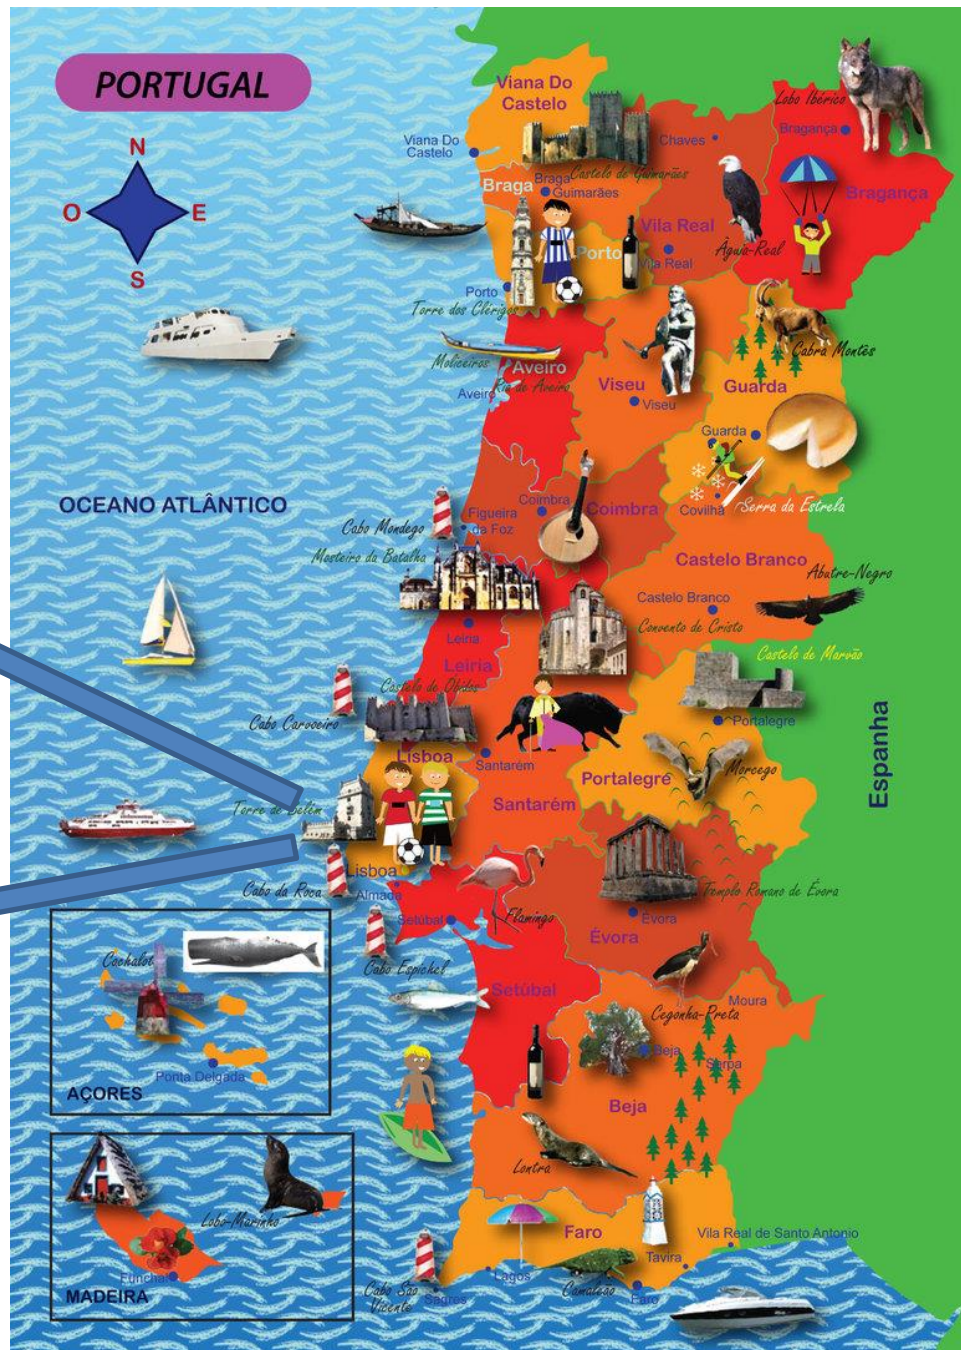 PORTUGAL
N
O
E
S
Viana Do
Castelo
Lobo Ibérico
Bragança
Viana Do
Castelo
Chaves
Castelo de Guimarães
Braga
Braga
Guimarães
Bragança
Vila Real
Porto
Vila Real
Àguia-Real
Porto
Torre dos Clérigos
Cabra Montês
Moliceiros
Aveiro
Ria de Aveiro
Aveiro
Viseu
Viseu
Guarda
Guarda
Covilhã
Serra da Estrela
OCEANO ATLÂNTICO
Coimbra
Coimbra
Figueira
da Foz
Cabo Mondego
Mosteiro da Batalha
Castelo Branco
Abutre-Negro
Castelo Branco
Convento de Cristo
Leiria
Leiria
Castelo de Marvão
Castelo de Óbidos
Cabo Carvoeiro
Portalegre
Espanha
Lisboa
Santarém
Santarém
Portalegre
Morcego
Torre de Belém
Lisboa
Cabo da Roca
Almada
Templo Romano de Évora
Setúbal
Flamingo
Évora
Évora
Cabo Espichel
Setúbal
Cegonha-Preta
Moura
Cachalot
Ponta Delgada
AÇORES
Beja
Serpa
Beja
Lontra
Lobo-Marinho
Funchal
MADEIRA
Faro
Vila Real de Santo Antonio
Tavira
Lagos
Camaleão
Faro
Cabo São
Vicente
Sagres